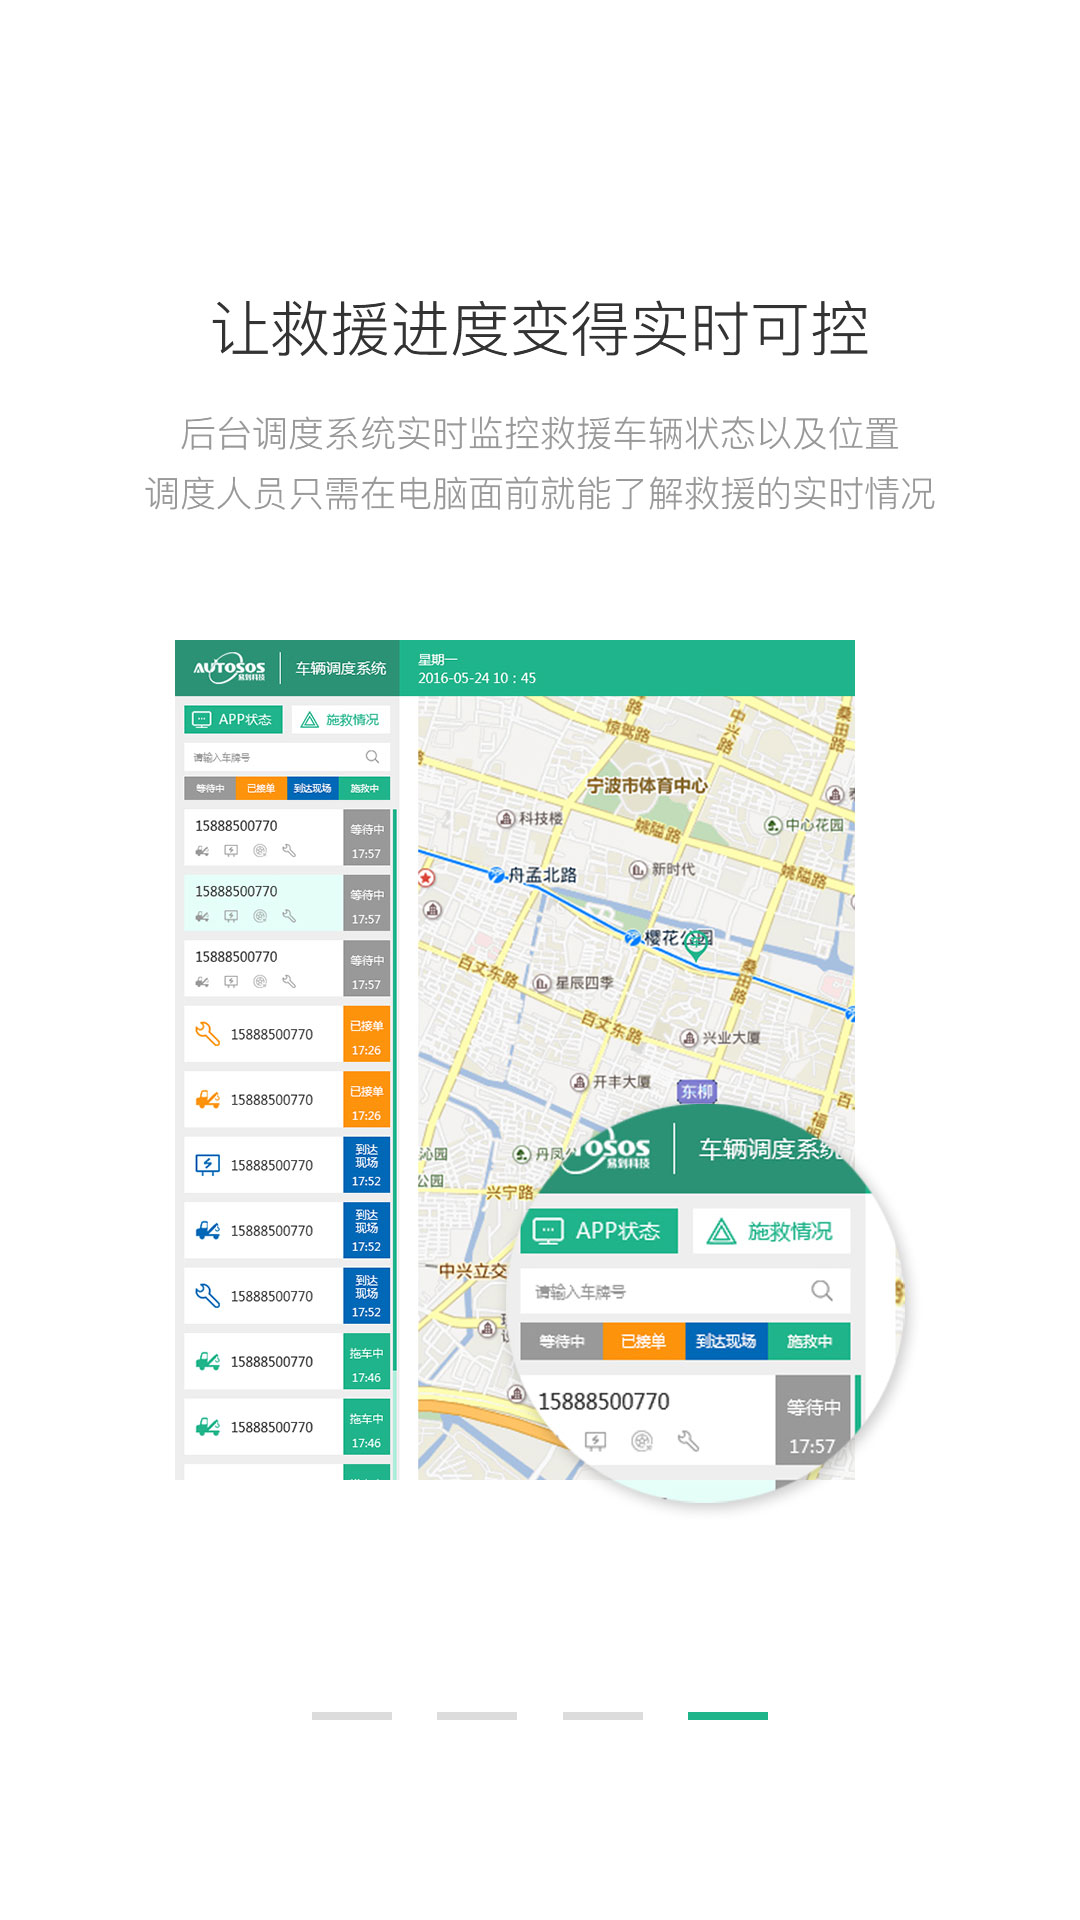 让救援进度变得实时可控
后台调度系统实时监控救援车辆状态以及位置
调度人员只需在电脑面前就能了解救援的实时情况
AUTOSOS
易到科技
车辆调度系统
星期一
2016-05-24 10：45
APP状态
施救情况
请输入车牌号
等待中 已接单 到达现场 施救中
15888500770
等待中
17:57
15888500770
等待中
17:57
15888500770
等待中
17:57
15888500770
已接单
17:26
15888500770
已接单
17:26
15888500770
到达
现场
17:52
15888500770
到达
现场
17:52
15888500770
到达
现场
17:52
15888500770
拖车中
17:46
15888500770
拖车中
17:46
路
惊驾路
中兴路
桑田路
宁波市体育中心
科技楼
姚隘路
中心花园
新时代
姚隘路
舟孟北路
樱花公园
百丈东路
星辰四季
桑田路
百丈东路
兴业大厦
开丰大厦
东柳
百
福明
沁园
丹凤
公园
兴宁路
中兴立交
TOSOS
易到科技
车辆调度系统
APP状态
施救情况
请输入车牌号
等待中 已接单 到达现场 施救中
15888500770
等待中
17:57